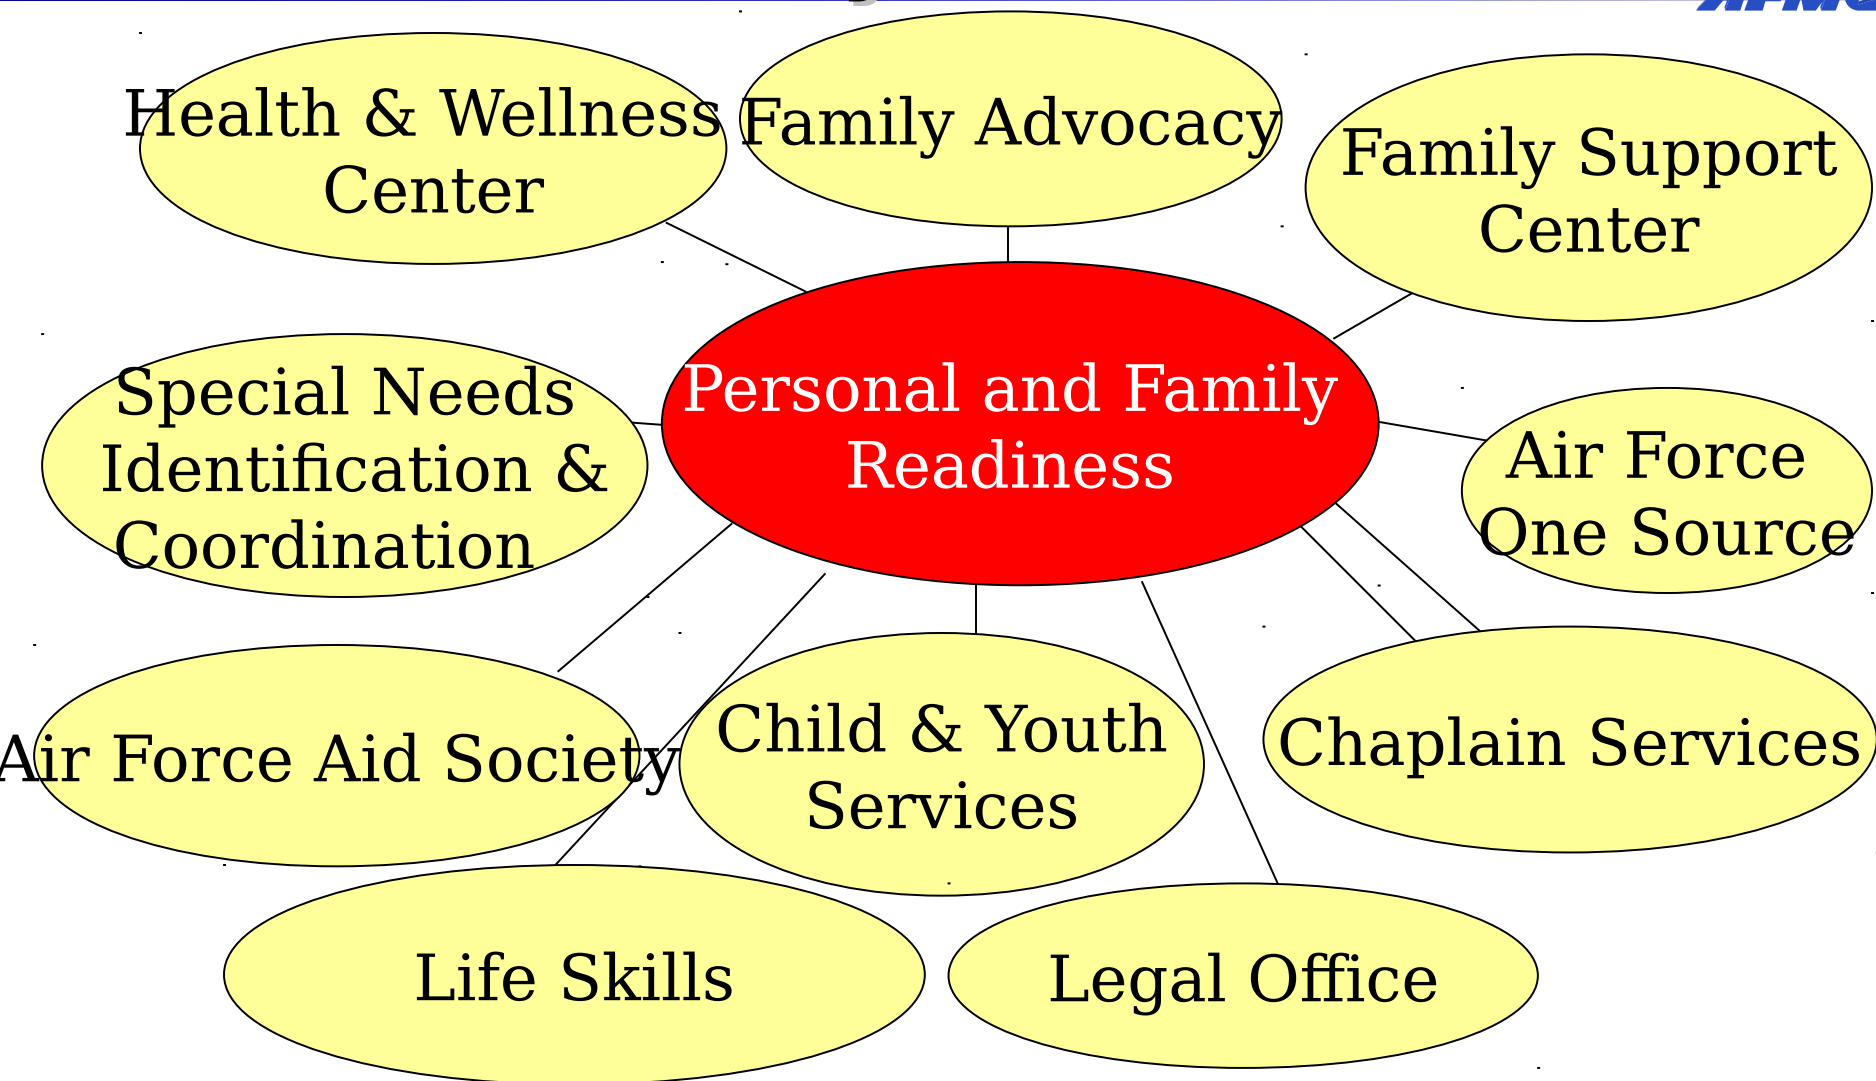 Health & Wellness
Center
Family Advocacy
Family Support
Center
Personal and Family
Readiness
Special Needs
Identification &
Coordination
Air Force
One Source
Air Force Aid Society
Child & Youth
Services
Chaplain Services
Life Skills
Legal Office